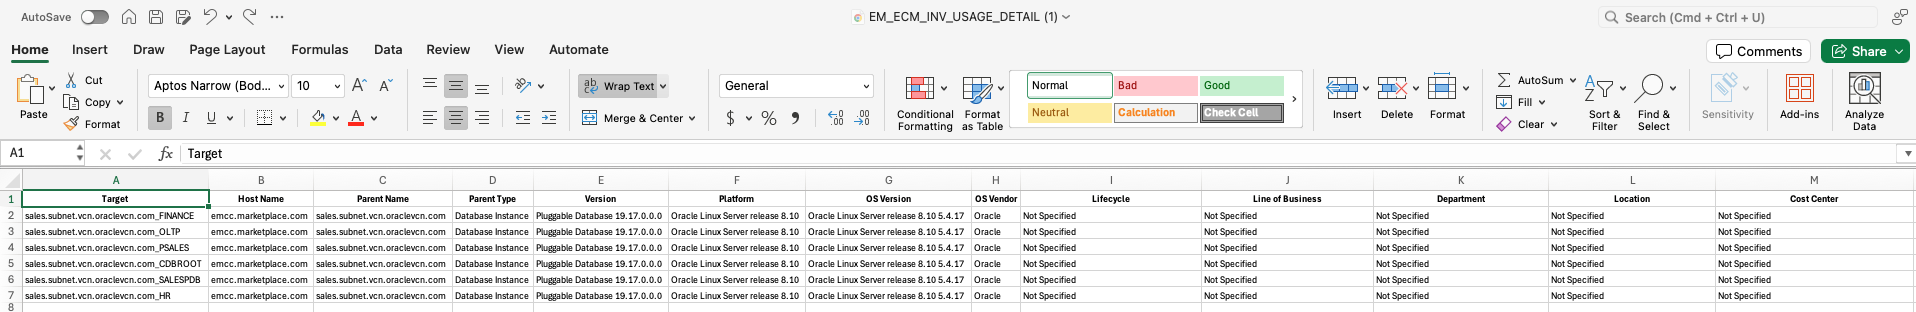 AutoSave
EM_ECM_INV_USAGE_DETAIL (1)
Search (Cmd + Ctrl + U)
Home Insert Draw Page Layout Formulas Data Review View Automate
Comments Share
Paste
Cut
Copy
Format
Aptos Narrow (Bod... 10 A A
B I U A
ab
c
Wrap Text
Merge & Center
General
$ % 9
.00
.0
Conditional Formatting
Format as Table
Normal Bad Good
Neutral Calculation Check Cell
Insert Delete Format
AutoSum
Fill
Clear
Sort & Filter
Find & Select
Sensitivity
Add-ins
Analyze Data
A1 fx Target
A B C D E F G H I J K L M
1 Target Host Name Parent Name Parent Type Version Platform OS Version OS Vendor Lifecycle Line of Business Department Location Cost Center
2 sales.subnet.vcn.oraclevcn.com_FINANCE emcc.marketplace.com sales.subnet.vcn.oraclevcn.com Database Instance Pluggable Database 19.17.0.0.0 Oracle Linux Server release 8.10 Oracle Linux Server release 8.10 5.4.17 Oracle Not Specified Not Specified Not Specified Not Specified Not Specified
3 sales.subnet.vcn.oraclevcn.com_OLTP emcc.marketplace.com sales.subnet.vcn.oraclevcn.com Database Instance Pluggable Database 19.17.0.0.0 Oracle Linux Server release 8.10 Oracle Linux Server release 8.10 5.4.17 Oracle Not Specified Not Specified Not Specified Not Specified Not Specified
4 sales.subnet.vcn.oraclevcn.com_PSALES emcc.marketplace.com sales.subnet.vcn.oraclevcn.com Database Instance Pluggable Database 19.17.0.0.0 Oracle Linux Server release 8.10 Oracle Linux Server release 8.10 5.4.17 Oracle Not Specified Not Specified Not Specified Not Specified Not Specified
5 sales.subnet.vcn.oraclevcn.com_CDBROOT emcc.marketplace.com sales.subnet.vcn.oraclevcn.com Database Instance Pluggable Database 19.17.0.0.0 Oracle Linux Server release 8.10 Oracle Linux Server release 8.10 5.4.17 Oracle Not Specified Not Specified Not Specified Not Specified Not Specified
6 sales.subnet.vcn.oraclevcn.com_SALESPDB emcc.marketplace.com sales.subnet.vcn.oraclevcn.com Database Instance Pluggable Database 19.17.0.0.0 Oracle Linux Server release 8.10 Oracle Linux Server release 8.10 5.4.17 Oracle Not Specified Not Specified Not Specified Not Specified Not Specified
7 sales.subnet.vcn.oraclevcn.com_HR emcc.marketplace.com sales.subnet.vcn.oraclevcn.com Database Instance Pluggable Database 19.17.0.0.0 Oracle Linux Server release 8.10 Oracle Linux Server release 8.10 5.4.17 Oracle Not Specified Not Specified Not Specified Not Specified Not Specified
8